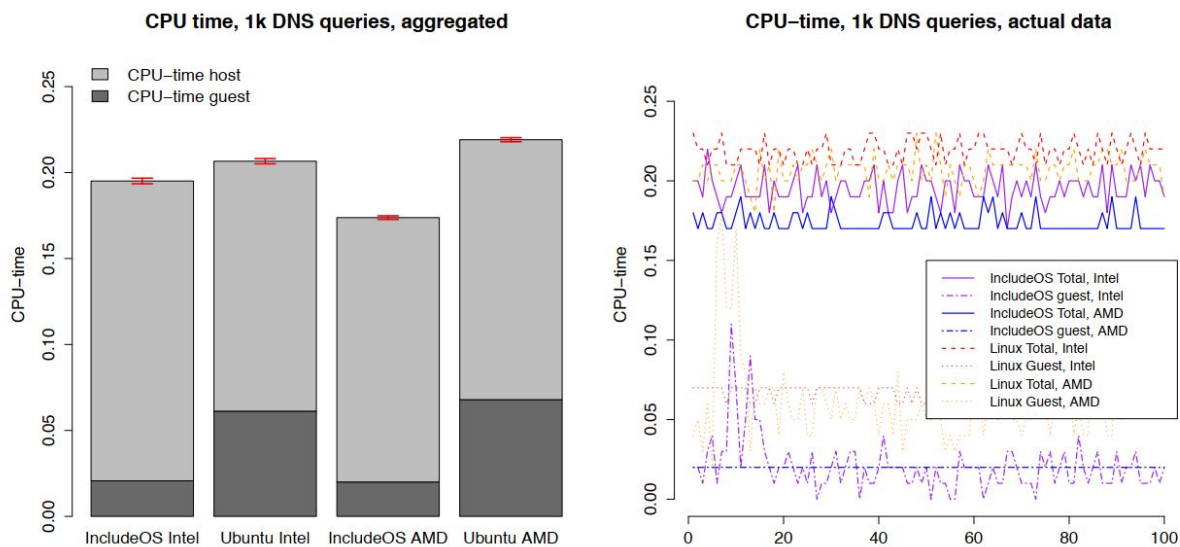 CPU time, 1k DNS queries, aggregated
CPU−time host
CPU−time guest
CPU−time
0.25
0.20
0.15
0.10
0.05
0.00
IncludeOS Intel
Ubuntu Intel
IncludeOS AMD
Ubuntu AMD
CPU−time, 1k DNS queries, actual data
CPU−time
0.25
0.20
0.15
0.10
0.05
0.00
IncludeOS Total, Intel
IncludeOS guest, Intel
IncludeOS Total, AMD
IncludeOS guest, AMD
Linux Total, Intel
Linux Guest, Intel
Linux Total, AMD
Linux Guest, AMD
0
20
40
60
80
100